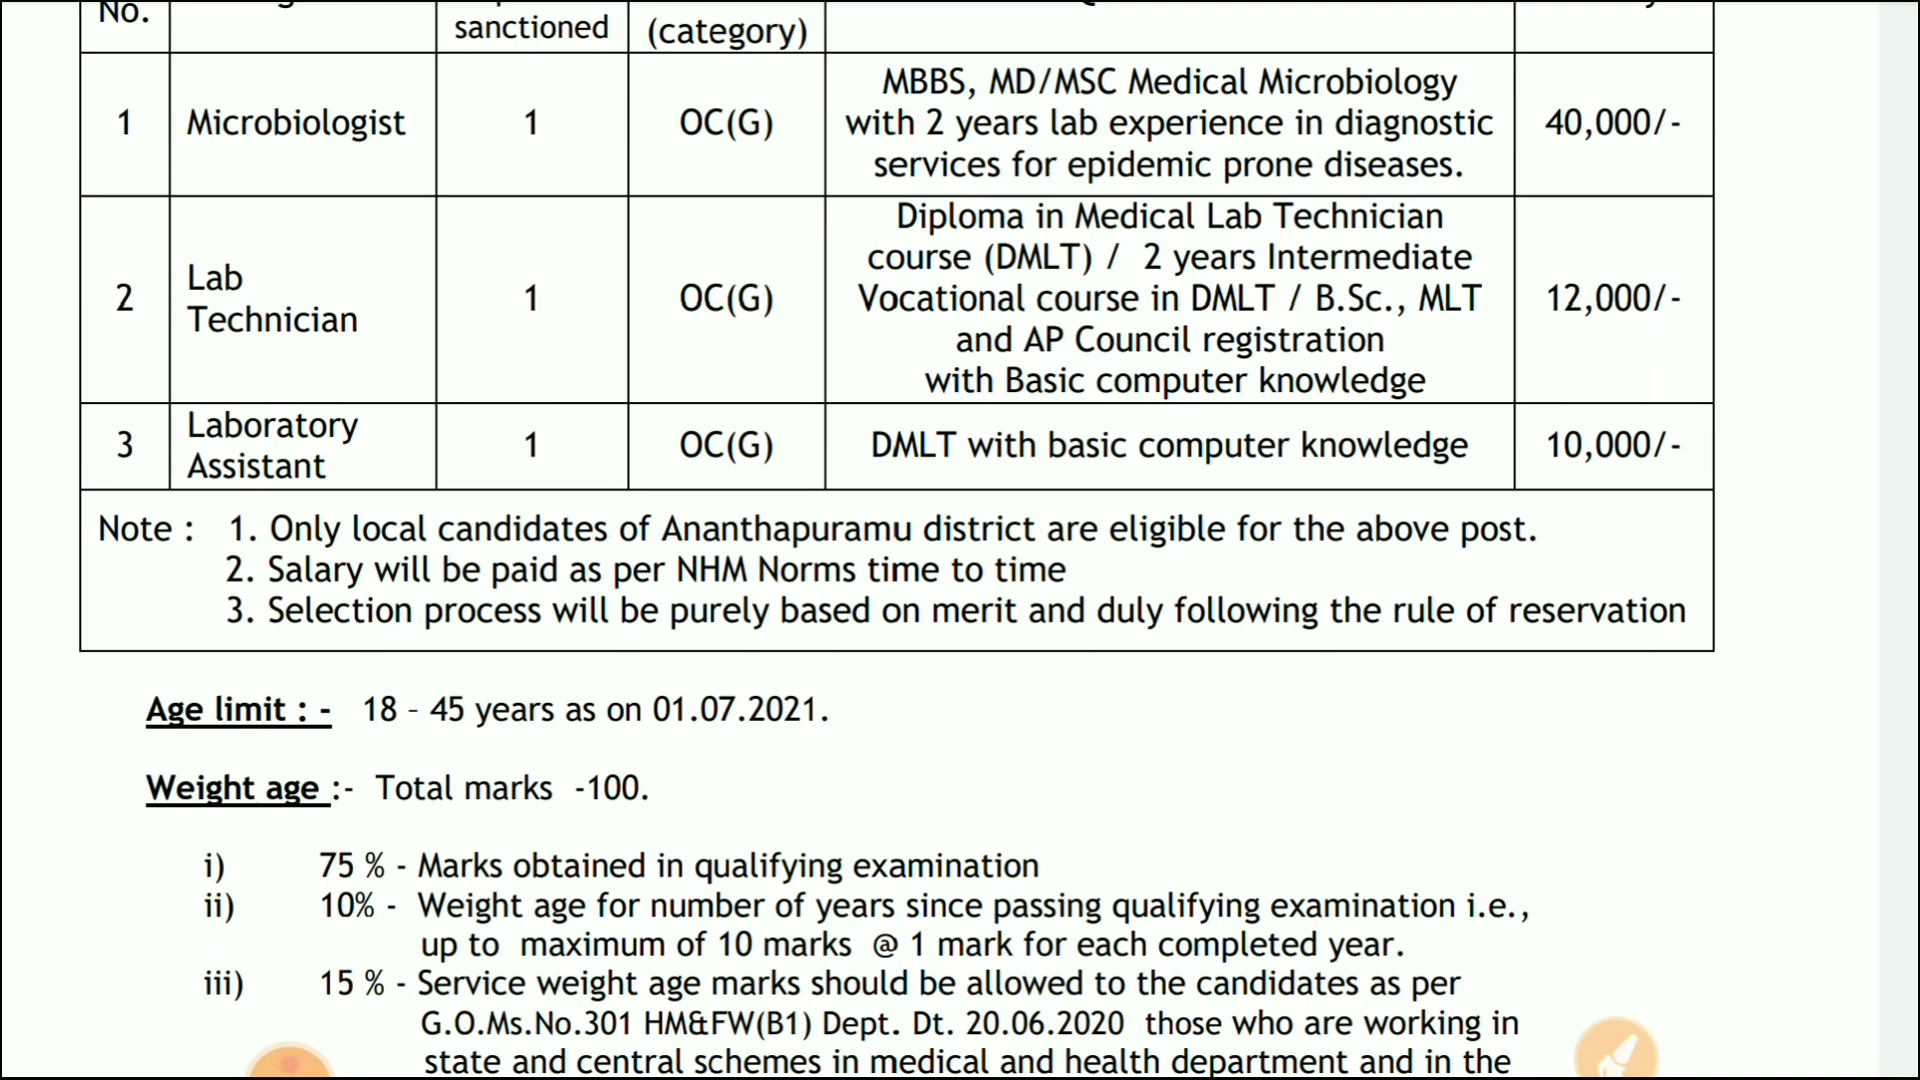 No.
sanctioned
(category)
1
Microbiologist
1
OC(G)
MBBS, MD/MSC Medical Microbiology
with 2 years lab experience in diagnostic
services for epidemic prone diseases.
40,000/-
2
Lab
Technician
1
OC(G)
Diploma in Medical Lab Technician
course (DMLT) / 2 years Intermediate
Vocational course in DMLT / B.Sc., MLT
and AP Council registration
with Basic computer knowledge
12,000/-
3
Laboratory
Assistant
1
OC(G)
DMLT with basic computer knowledge
10,000/-
Note : 1. Only local candidates of Ananthapuramu district are eligible for the above post.
2. Salary will be paid as per NHM Norms time to time
3. Selection process will be purely based on merit and duly following the rule of reservation
Age limit : - 18 - 45 years as on 01.07.2021.
Weight age :- Total marks -100.
i) 75 % - Marks obtained in qualifying examination
ii) 10% - Weight age for number of years since passing qualifying examination i.e.,
up to maximum of 10 marks @ 1 mark for each completed year.
iii) 15 % - Service weight age marks should be allowed to the candidates as per
G.O.Ms.No.301 HM&FW(B1) Dept. Dt. 20.06.2020 those who are working in
state and central schemes in medical and health department and in the